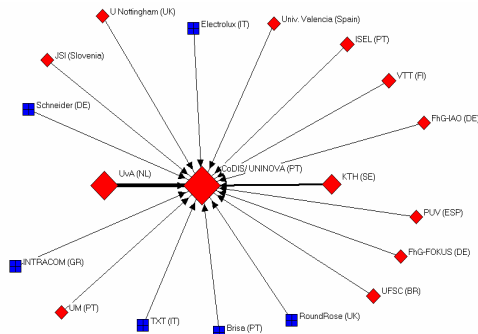 U Nottingham (UK)
Electrolux (IT)
Univ. Valencia (Spain)
ISEL (PT)
JSI (Slovenia)
VTT (FI)
Schneider (DE)
FhG-IAO (DE)
UvA (NL)
CoDIS/ UNINOVA (PT)
KTH (SE)
PUV (ESP)
INTRACOM (GR)
FhG-FOKUS (DE)
UM (PT)
UFSC (BR)
TXT (IT)
Brisa (PT)
RoundRose (UK)